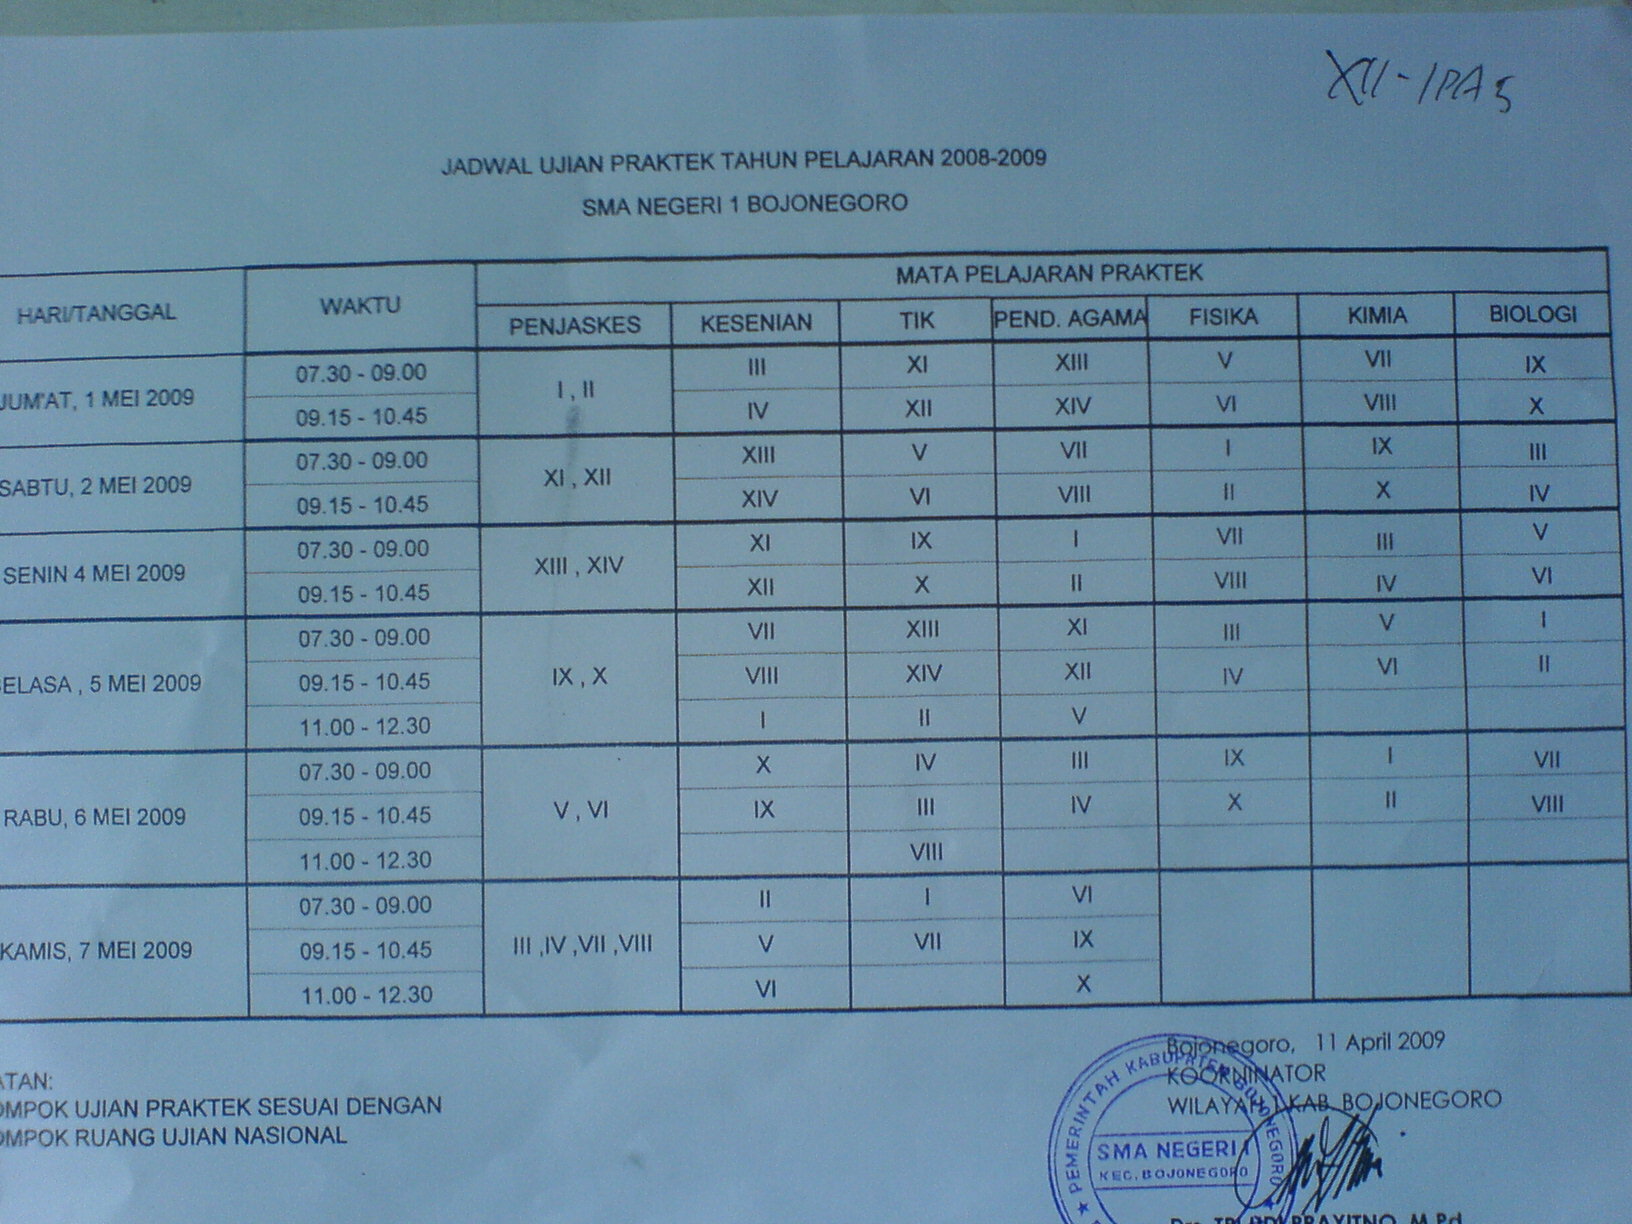 XII-IPA 5
JADWAL UJIAN PRAKTEK TAHUN PELAJARAN 2008-2009
SMA NEGERI 1 BOJONEGORO
HARI/TANGGAL WAKTU MATA PELAJARAN PRAKTEK
PENJASKES KESENIAN TIK PEND. AGAMA FISIKA KIMIA BIOLOGI
JUM'AT, 1 MEI 2009 07.30 - 09.00 I , II III XI XIII V VII IX
09.15 - 10.45 IV XII XIV VI VIII X
SABTU, 2 MEI 2009 07.30 - 09.00 XI , XII XIII V VII I IX III
09.15 - 10.45 XIV VI VIII II X IV
SENIN 4 MEI 2009 07.30 - 09.00 XIII , XIV XI IX I VII III V
09.15 - 10.45 XII X II VIII IV VI
ELASA , 5 MEI 2009 07.30 - 09.00 IX , X VII XIII XI III V I
09.15 - 10.45 VIII XIV XII IV VI II
11.00 - 12.30 I II V
RABU, 6 MEI 2009 07.30 - 09.00 V , VI X IV III IX I VII
09.15 - 10.45 IX III IV X II VIII
11.00 - 12.30 VIII
KAMIS, 7 MEI 2009 07.30 - 09.00 III ,IV ,VII ,VIII II I VI
09.15 - 10.45 V VII IX
11.00 - 12.30 VI X
Bojonegoro, 11 April 2009
KOORNINATOR
WILAYAH 1 KAB. BOJONEGORO
ATAN:
OMPOK UJIAN PRAKTEK SESUAI DENGAN
OMPOK RUANG UJIAN NASIONAL
PEMERINTAH KABUPATEN BOJONEGORO
SMA NEGERI 1
KEC. BOJONEGORO
PRAYITNO, M.Pd